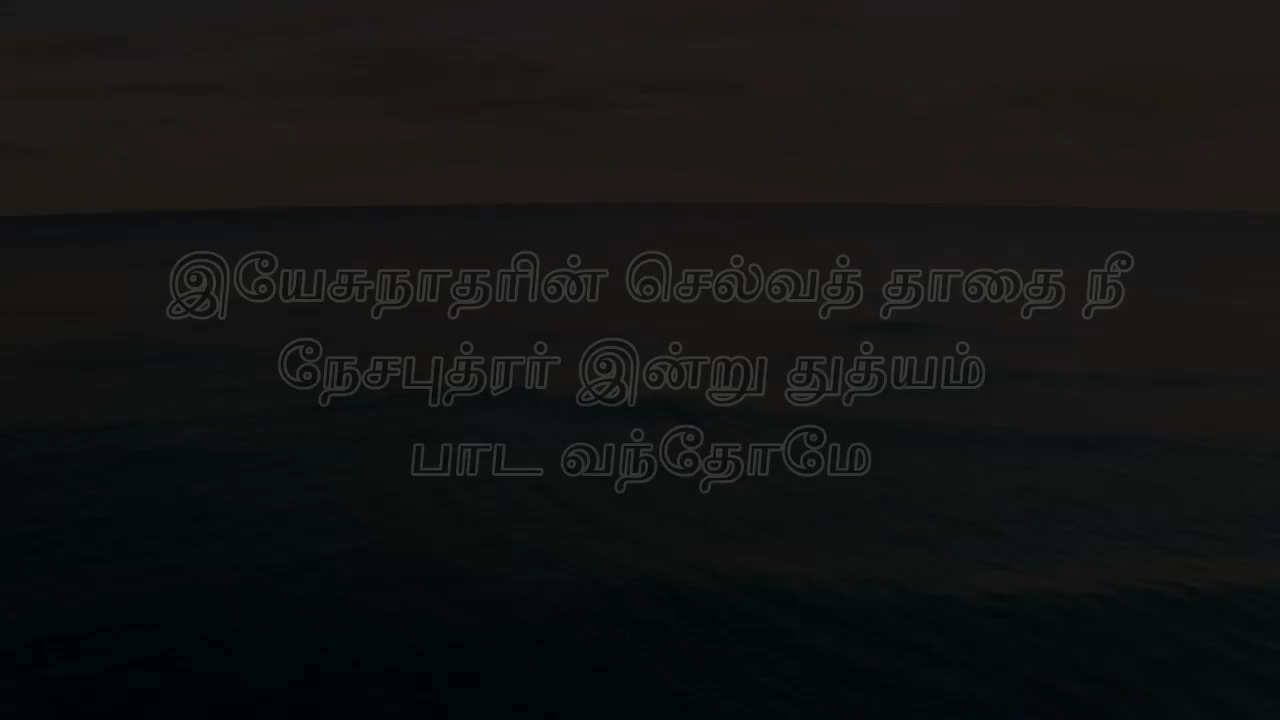 இயேசுநாதரின் செல்வத் தாதை நீ
நேசபுத்ரர் இன்று துத்யம்
பாட வந்தோமே